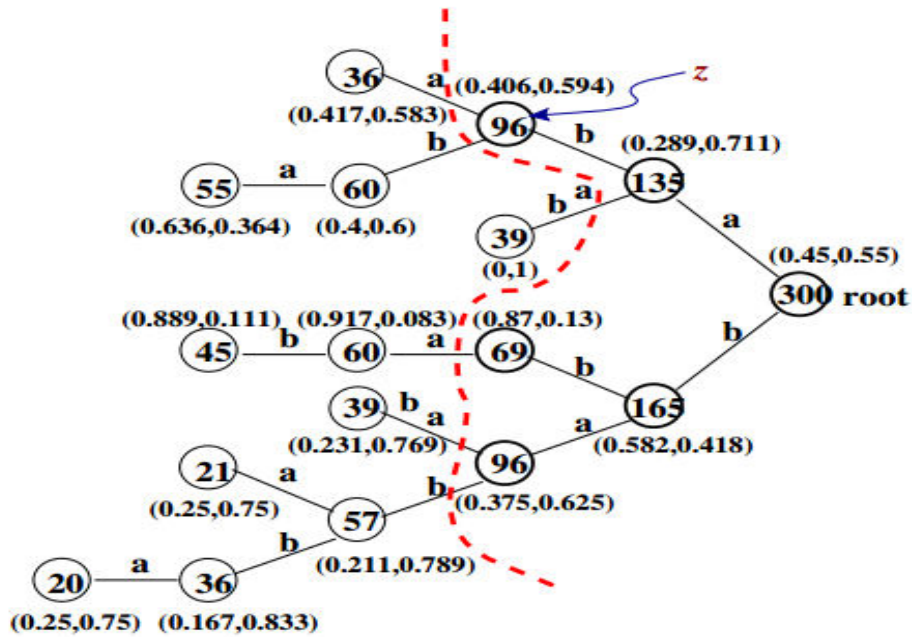 36 a (0.406,0.594) z
(0.417,0.583) 96 b (0.289,0.711)
b
55 a 60 a 135 a
(0.636,0.364) (0.4,0.6) b
39 (0.45,0.55)
(0,1) 300 root
(0.889,0.111) (0.917,0.083) (0.87,0.13) b
45 b 60 a 69 b
39 b a a 165
(0.231,0.769) (0.582,0.418)
21 a b 96
(0.25,0.75) 57 (0.375,0.625)
b (0.211,0.789)
20 a 36
(0.25,0.75) (0.167,0.833)